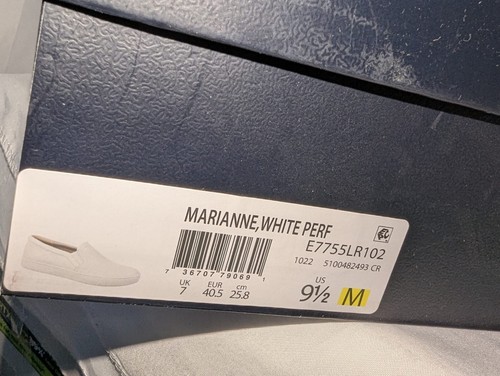 MARIANNE,WHITE PERF
E7755LR102
1022 5100482493 CR
7 36707 79069 1
UK EUR cm US
7 40.5 25.8 9½ M